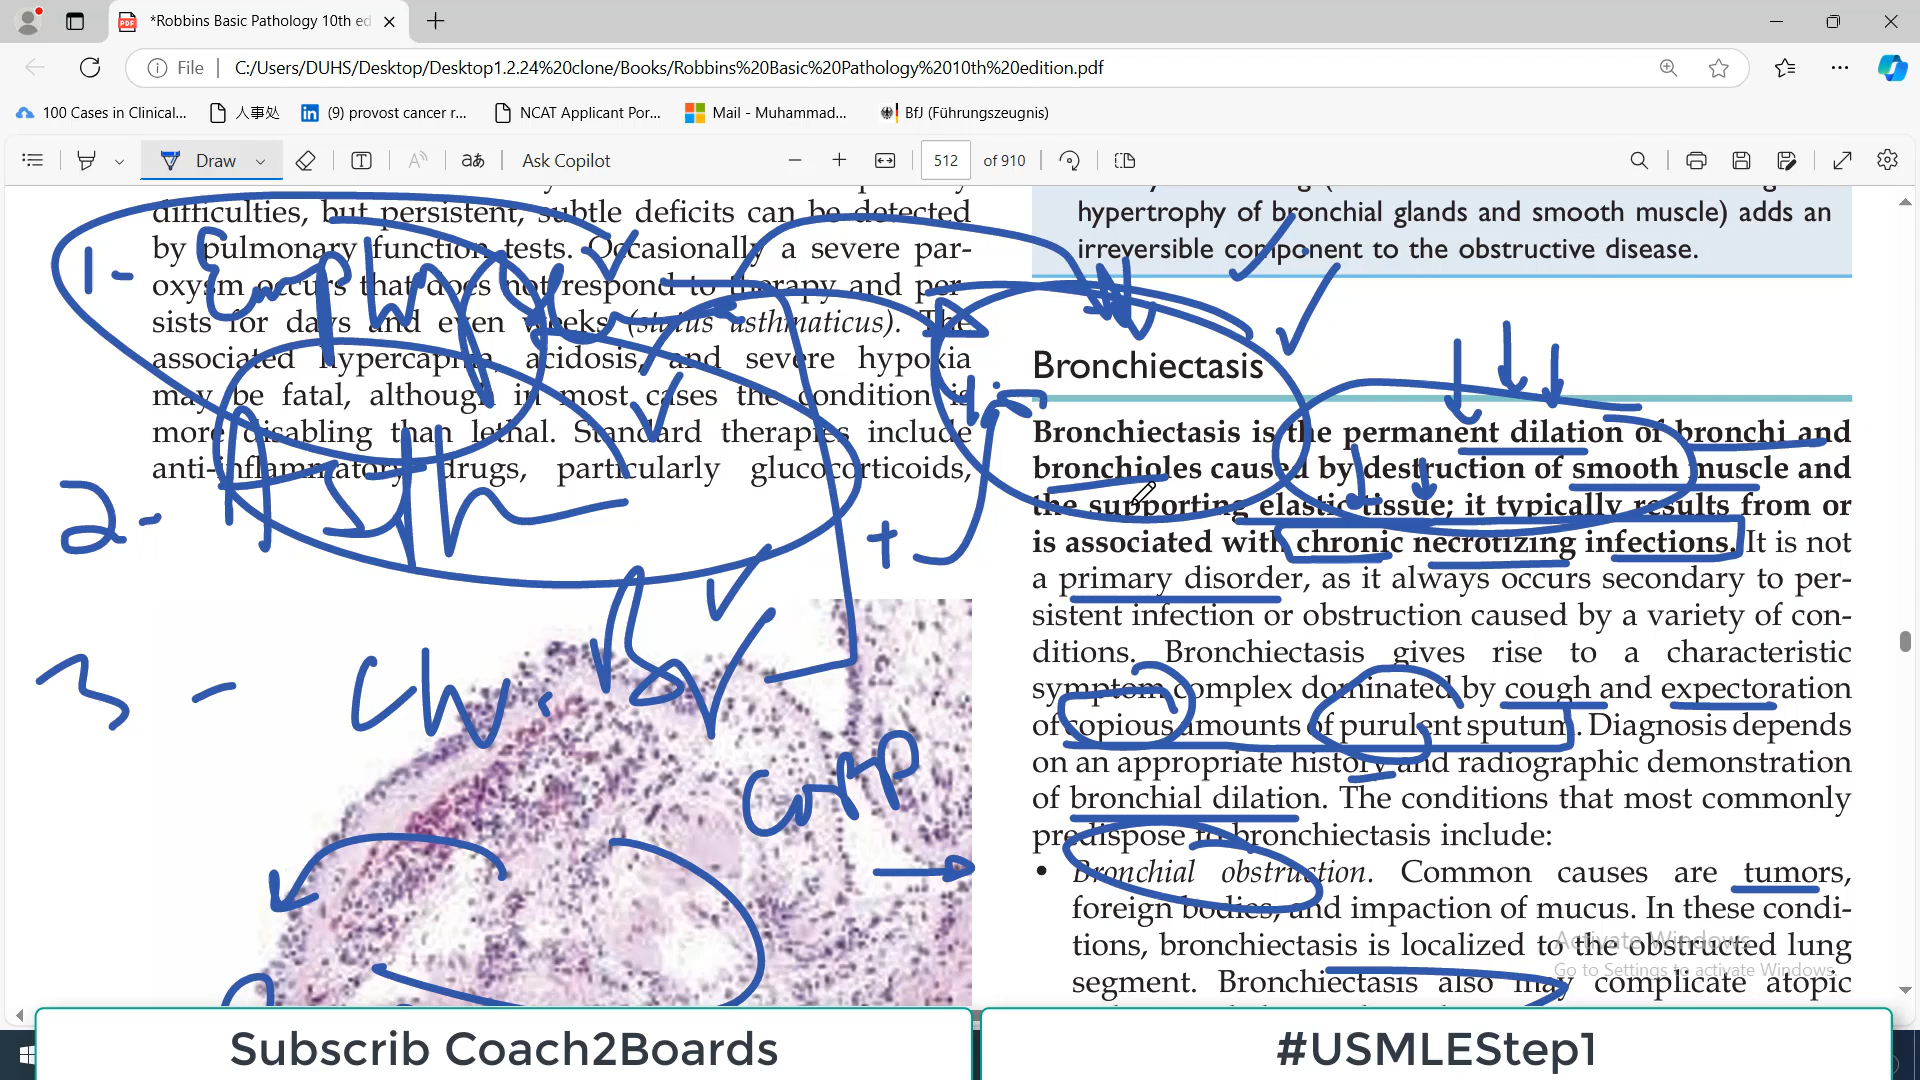 *Robbins Basic Pathology 10th ed
File
C:/Users/DUHS/Desktop/Desktop1.2.24%20clone/Books/Robbins%20Basic%20Pathology%2010th%20edition.pdf
100 Cases in Clinical...
人事处
(9) provost cancer r...
NCAT Applicant Por...
Mail - Muhammad...
BfJ (Führungszeugnis)
Draw
Ask Copilot
512 of 910
difficulties, but persistent, subtle deficits can be detected
by pulmonary function tests. Occasionally a severe par-
oxysm occurs that does not respond to therapy and per-
sists for days and even weeks (status asthmaticus). The
associated hypercapnia, acidosis, and severe hypoxia
may be fatal, although in most cases the condition is
more disabling than lethal. Standard therapies include
anti-inflammatory drugs, particularly glucocorticoids,
1-
2-
3 -
comp
hypertrophy of bronchial glands and smooth muscle) adds an
irreversible component to the obstructive disease.
Bronchiectasis
Bronchiectasis is the permanent dilation of bronchi and
bronchioles caused by destruction of smooth muscle and
the supporting elastic tissue; it typically results from or
is associated with chronic necrotizing infections. It is not
a primary disorder, as it always occurs secondary to per-
sistent infection or obstruction caused by a variety of con-
ditions. Bronchiectasis gives rise to a characteristic
symptom complex dominated by cough and expectoration
of copious amounts of purulent sputum. Diagnosis depends
on an appropriate history and radiographic demonstration
of bronchial dilation. The conditions that most commonly
predispose to bronchiectasis include:
• Bronchial obstruction. Common causes are tumors,
foreign bodies, and impaction of mucus. In these condi-
tions, bronchiectasis is localized to the obstructed lung
segment. Bronchiectasis also may complicate atopic
Activate Windows
Go to Settings to activate Windows.
Subscrib Coach2Boards
#USMLEStep1